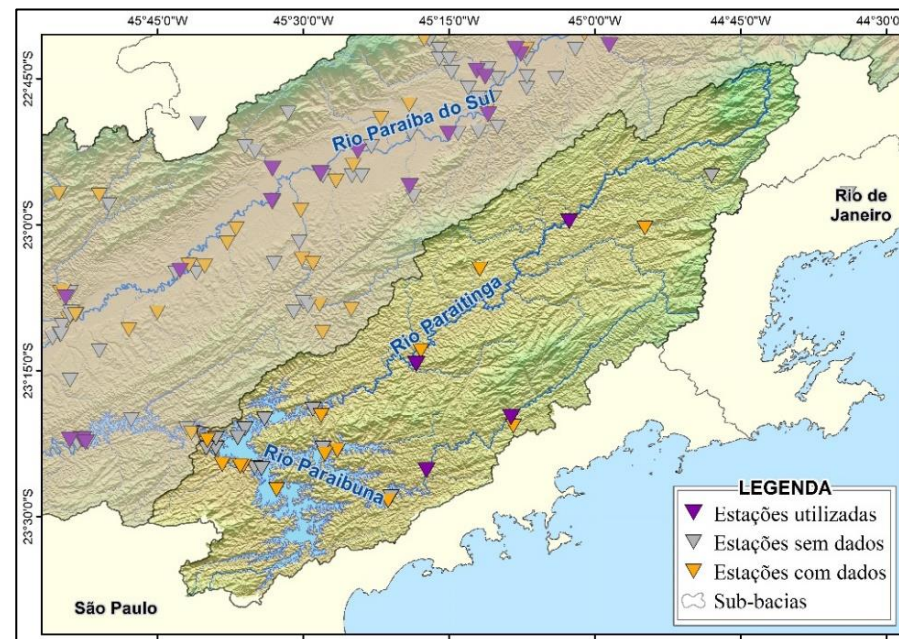 45°45'0"O 45°30'0"O 45°15'0"O 45°0'0"O 44°45'0"O 44°30'0"O
22°45'0"S
Rio Paraíba do Sul
Rio de
Janeiro
23°0'0"S
Rio Paraitinga
23°15'0"S
Rio Paraibuna
23°30'0"S
São Paulo
LEGENDA
Estações utilizadas
Estações sem dados
Estações com dados
Sub-bacias